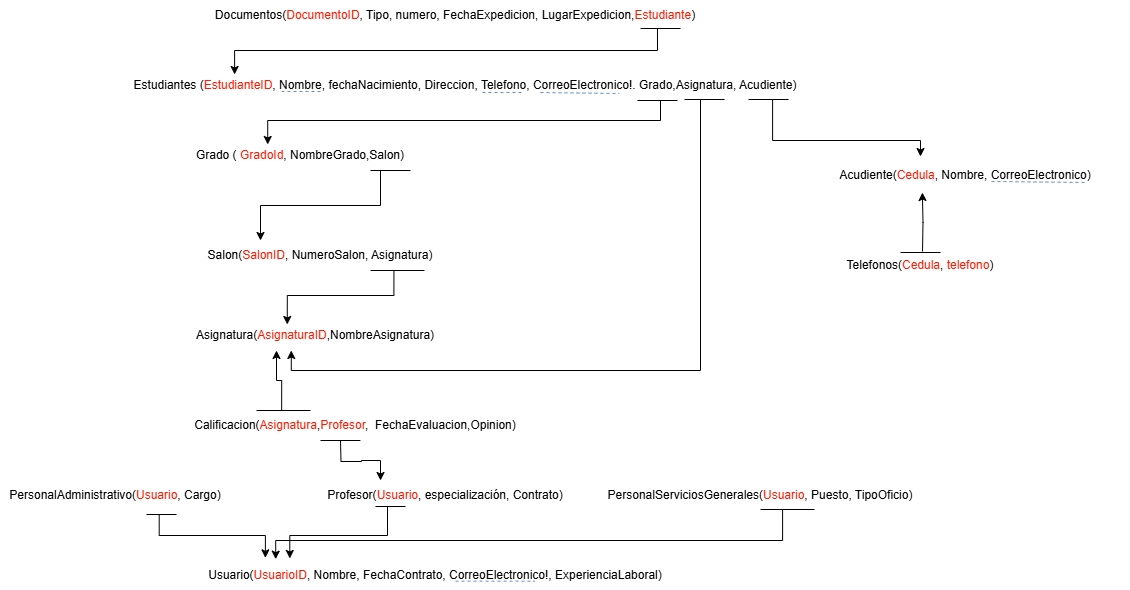 Documentos(DocumentoID, Tipo, numero, FechaExpedicion, LugarExpedicion,Estudiante)
Estudiantes (EstudianteID, Nombre, fechaNacimiento, Direccion, Telefono, CorreoElectronico!. Grado,Asignatura, Acudiente)
Grado ( GradoId, NombreGrado,Salon)
Acudiente(Cedula, Nombre, CorreoElectronico)
Salon(SalonID, NumeroSalon, Asignatura)
Telefonos(Cedula, telefono)
Asignatura(AsignaturaID,NombreAsignatura)
Calificacion(Asignatura,Profesor, FechaEvaluacion,Opinion)
PersonalAdministrativo(Usuario, Cargo)
Profesor(Usuario, especialización, Contrato)
PersonalServiciosGenerales(Usuario, Puesto, TipoOficio)
Usuario(UsuarioID, Nombre, FechaContrato, CorreoElectronico!, ExperienciaLaboral)